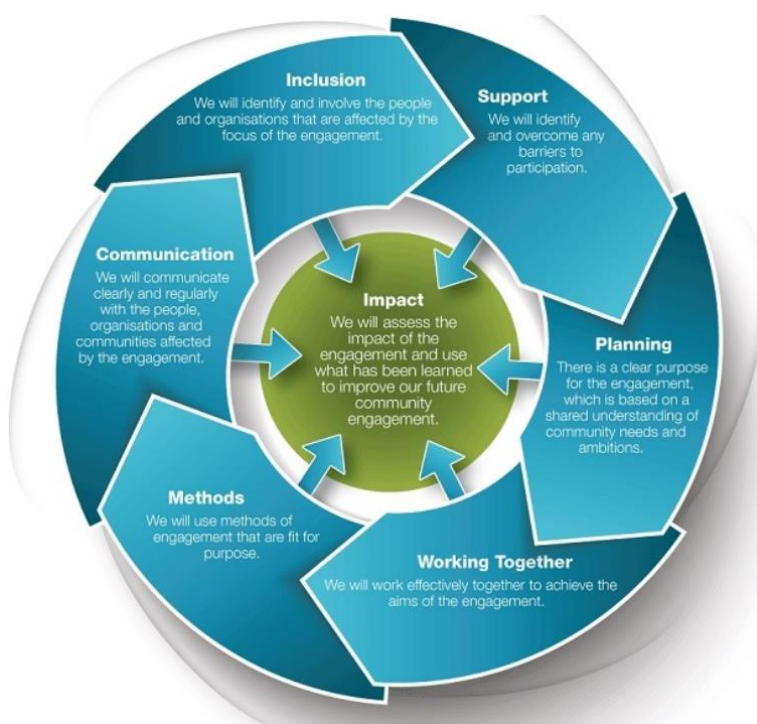 Inclusion
We will identify and involve the people
and organisations that are affected by the
focus of the engagement.
Support
We will identify
and overcome any
barriers to
participation.
Planning
There is a clear purpose
for the engagement,
which is based on a
shared understanding of
community needs and
ambitions.
Working Together
We will work effectively together to achieve the
aims of the engagement.
Methods
We will use methods of
engagement that are fit for
purpose.
Communication
We will communicate
clearly and regularly
with the people,
organisations and
communities affected
by the engagement.
Impact
We will assess the
impact of the
engagement and use
what has been learned
to improve our future
community
engagement.